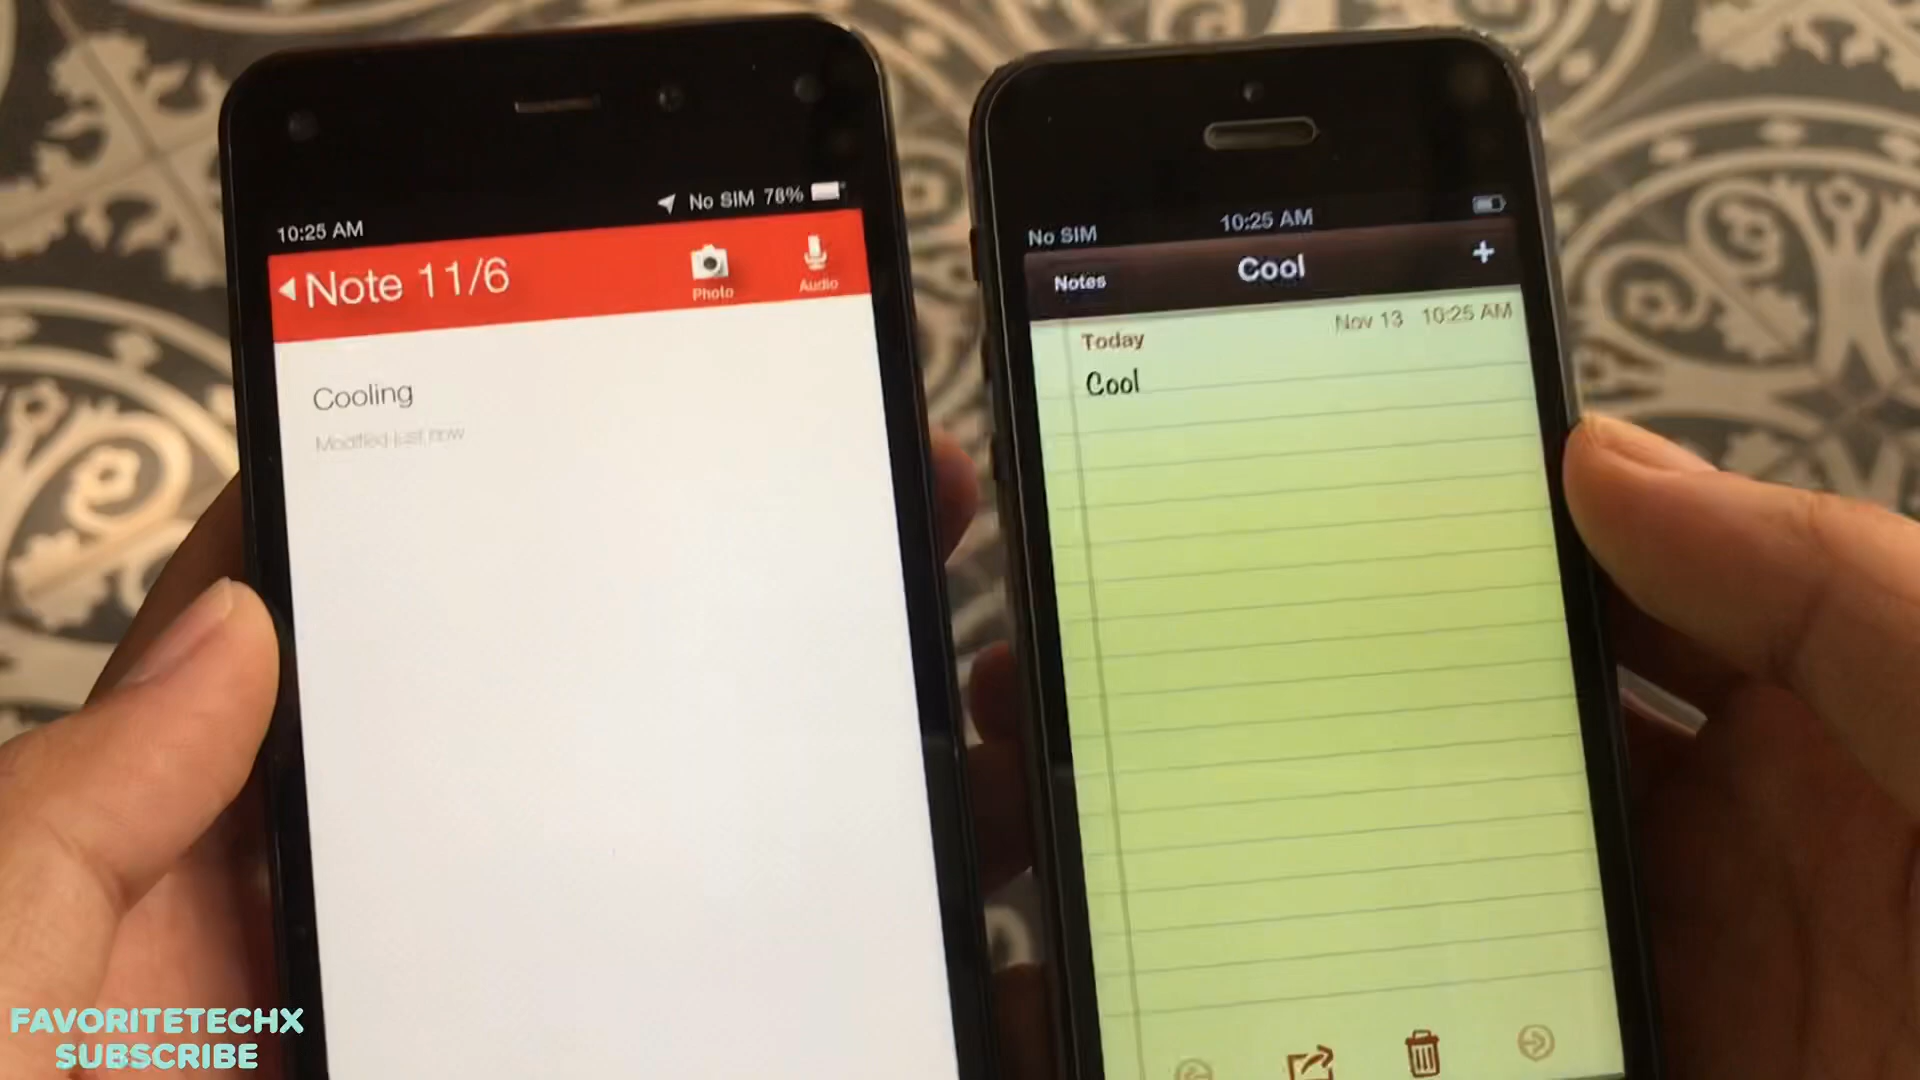 10:25 AM
No SIM 78%
Note 11/6
Photo
Audio
Cooling
Modified just now
No SIM
10:25 AM
Notes
Cool
+
Today
Nov 13 10:25 AM
Cool
FAVORITETECHX
SUBSCRIBE